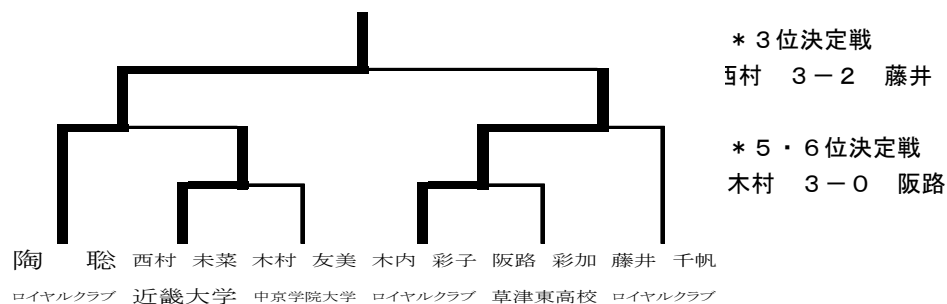 *3位決定戦
西村 3-2 藤井
*5・6位決定戦
木村 3-0 阪路
陶 聡 西村 未菜 木村 友美 木内 彩子 阪路 彩加 藤井 千帆
ロイヤルクラブ 近畿大学 中京学院大学 ロイヤルクラブ 草津東高校 ロイヤルクラブ